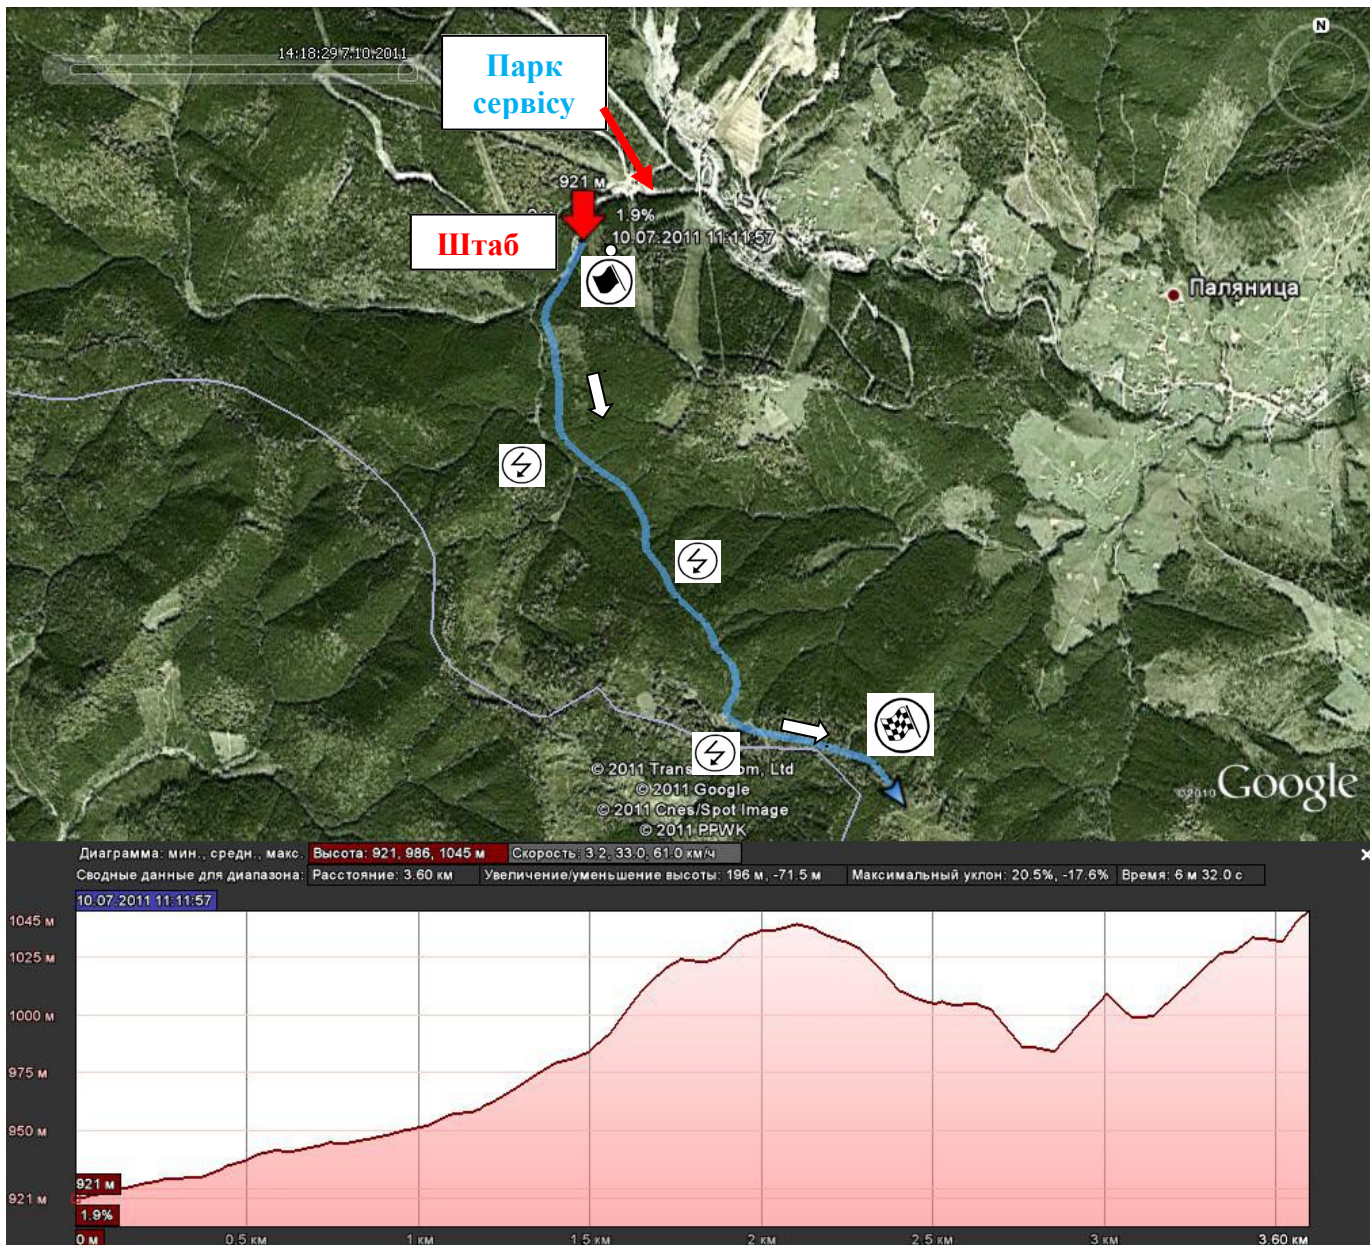 14:18:29 7.10.2011
N
Парк
сервісу
921 м
1.9%
10.07.2011 11:11:57
Штаб
Паляница
© 2011 Google
© 2011 Cnes/Spot Image
© 2011 PPWK
©2010 Google
Диаграмма: мин., средн., макс. Высота: 921, 986, 1045 м Скорость: 3.2, 33.0, 61.0 км/ч
Сводные данные для диапазона: Расстояние: 3.60 км Увеличение/уменьшение высоты: 196 м, -71.5 м Максимальный уклон: 20.5%, -17.6% Время: 6 м 32.0 с
10.07.2011 11:11:57
1045 м
1025 м
1000 м
975 м
950 м
921 м
921 м
1.9%
0 м 0.5 км 1 км 1.5 км 2 км 2.5 км 3 км 3.60 км